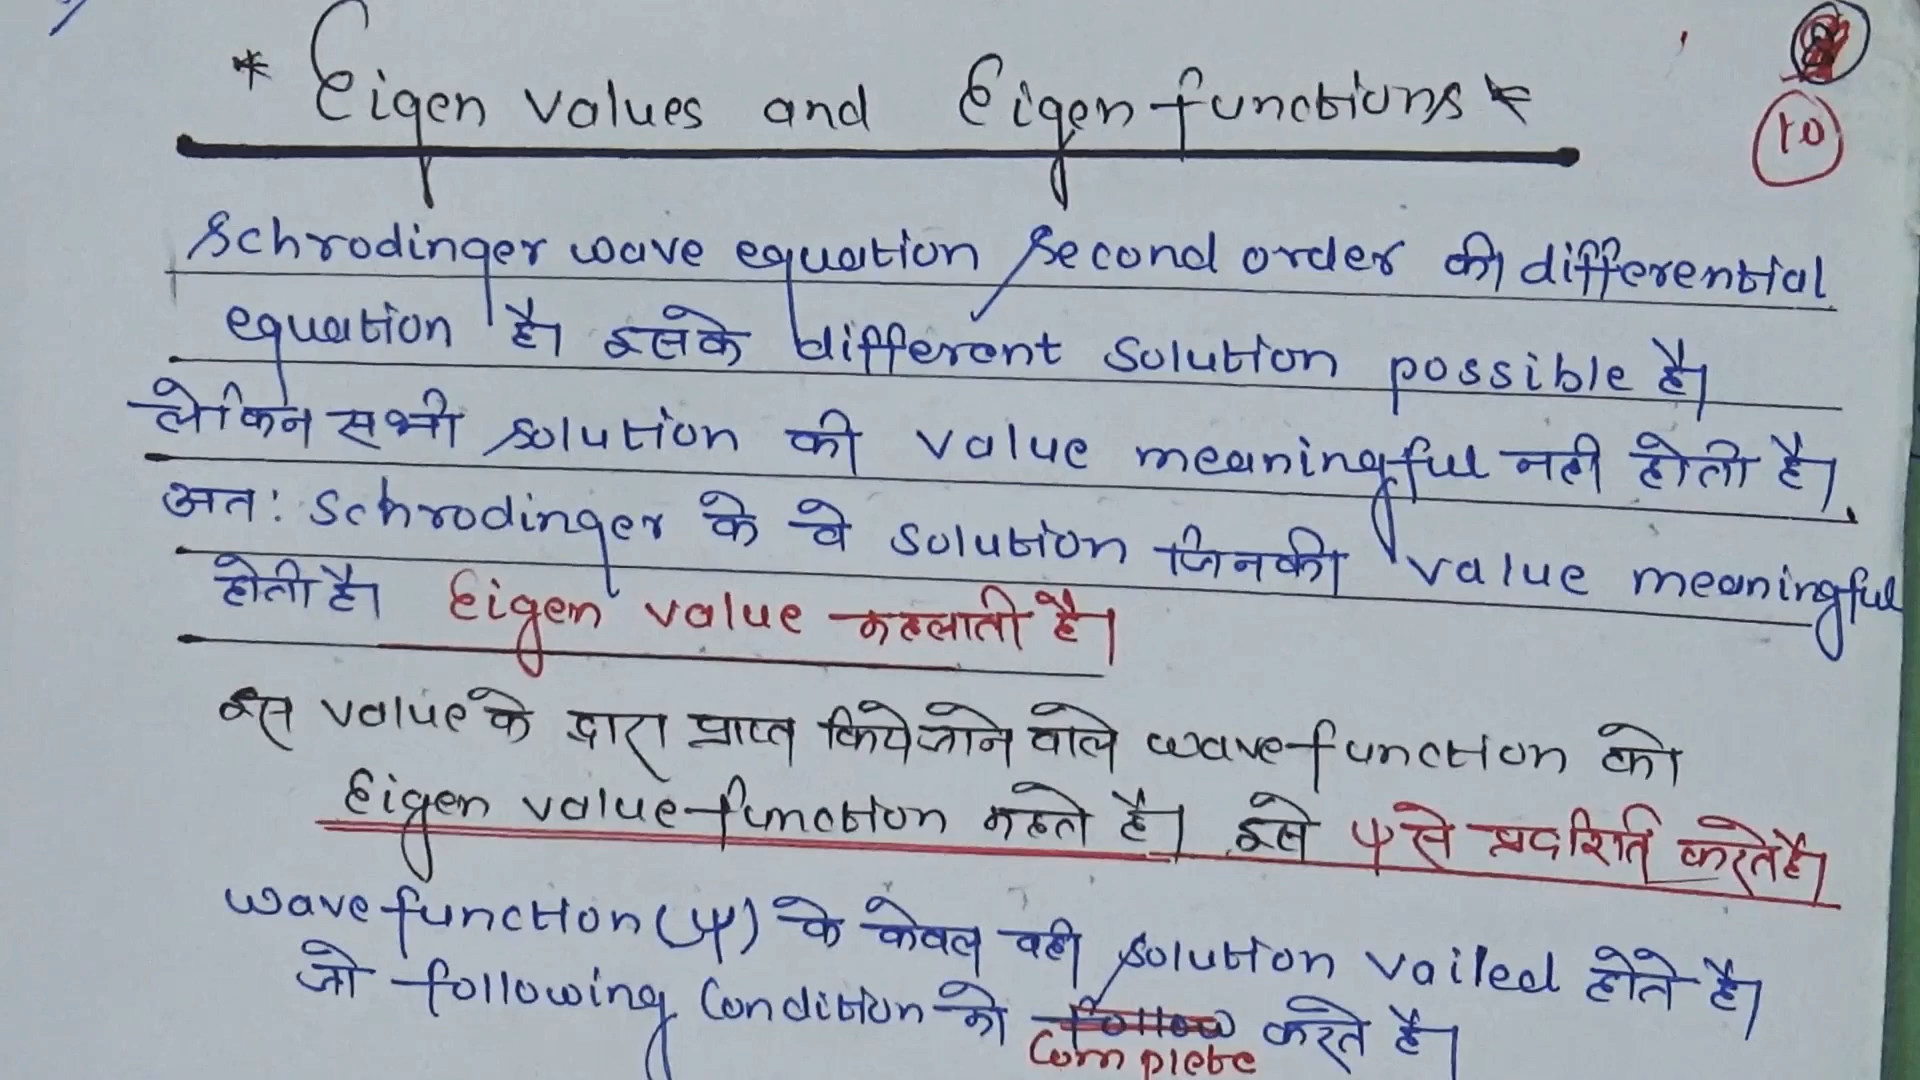 * Eigen values and Eigen functions *
10
Schrodinger wave equation second order की differential
equation है। इसके different solution possible है।
लेकिन सभी solution की value meaningful नही होती है।
अत: Schrodinger के वे solution जिनकी value meaningful
होती है। Eigen value कहलाती है।
इस value के द्वारा प्राप्त किये जाने वाले wave function को
Eigen value function कहते है। इसे ψ से प्रदर्शित करते है।
wave function (ψ) के केवल वही solution vailed होते है।
जो following condition को follow करते है।
complete